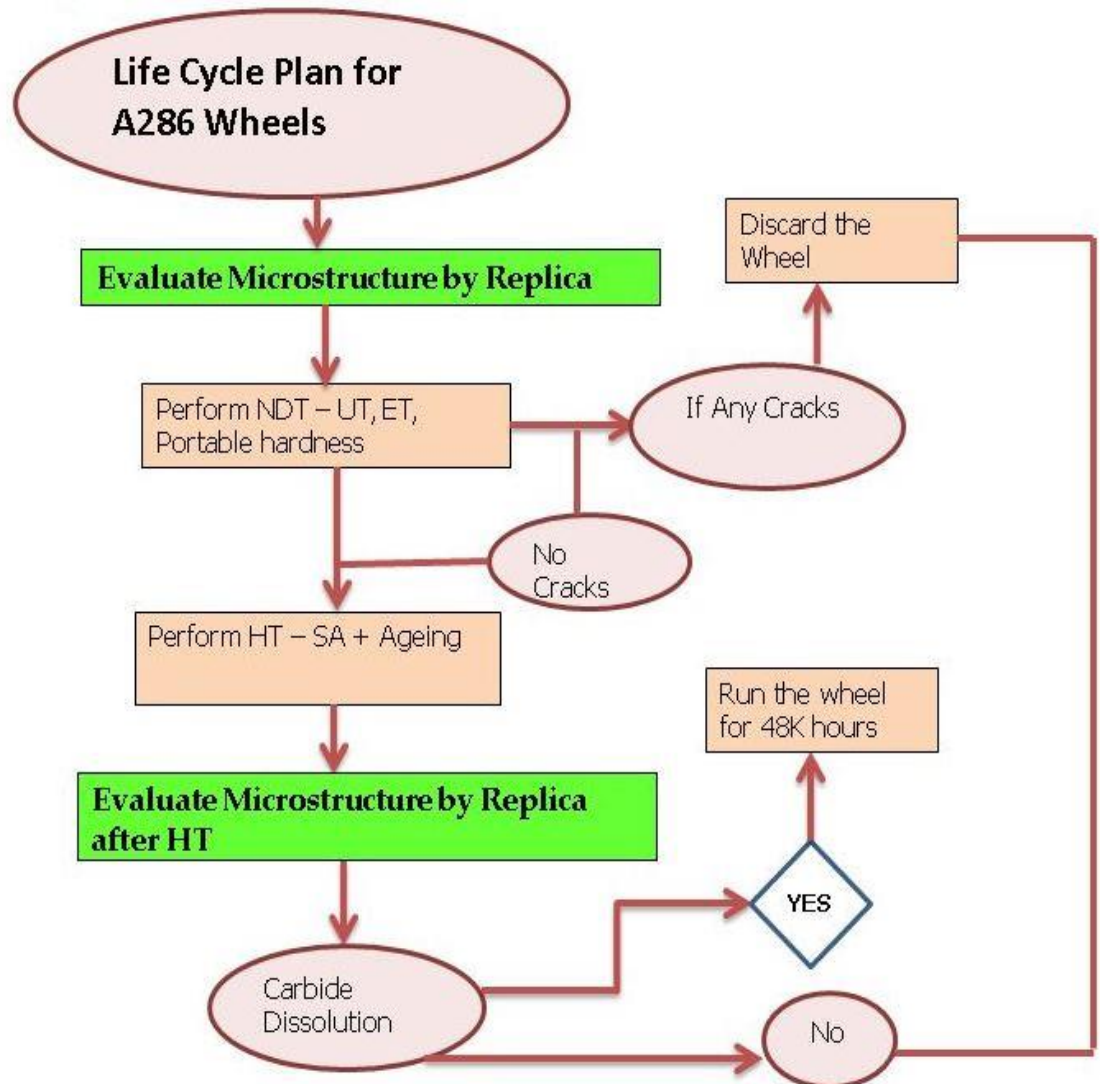 Life Cycle Plan for
A286 Wheels
Evaluate Microstructure by Replica
Discard the
Wheel
Perform NDT – UT, ET,
Portable hardness
If Any Cracks
No
Cracks
Perform HT – SA + Ageing
Run the wheel
for 48K hours
Evaluate Microstructure by Replica
after HT
YES
Carbide
Dissolution
No